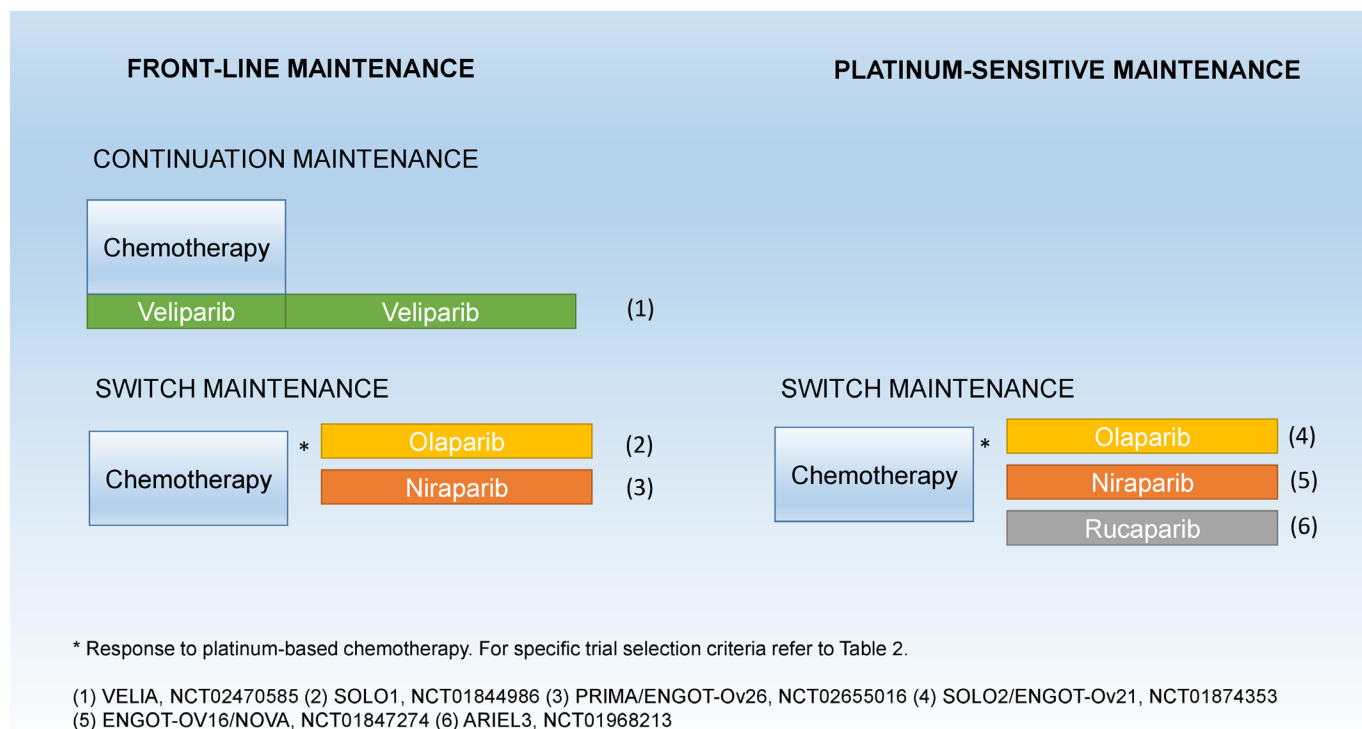 FRONT-LINE MAINTENANCE
PLATINUM-SENSITIVE MAINTENANCE
CONTINUATION MAINTENANCE
Chemotherapy
Veliparib Veliparib (1)
SWITCH MAINTENANCE
Chemotherapy
*
Olaparib (2)
Niraparib (3)
SWITCH MAINTENANCE
Chemotherapy
*
Olaparib (4)
Niraparib (5)
Rucaparib (6)
* Response to platinum-based chemotherapy. For specific trial selection criteria refer to Table 2.
(1) VELIA, NCT02470585 (2) SOLO1, NCT01844986 (3) PRIMA/ENGOT-Ov26, NCT02655016 (4) SOLO2/ENGOT-Ov21, NCT01874353
(5) ENGOT-OV16/NOVA, NCT01847274 (6) ARIEL3, NCT01968213